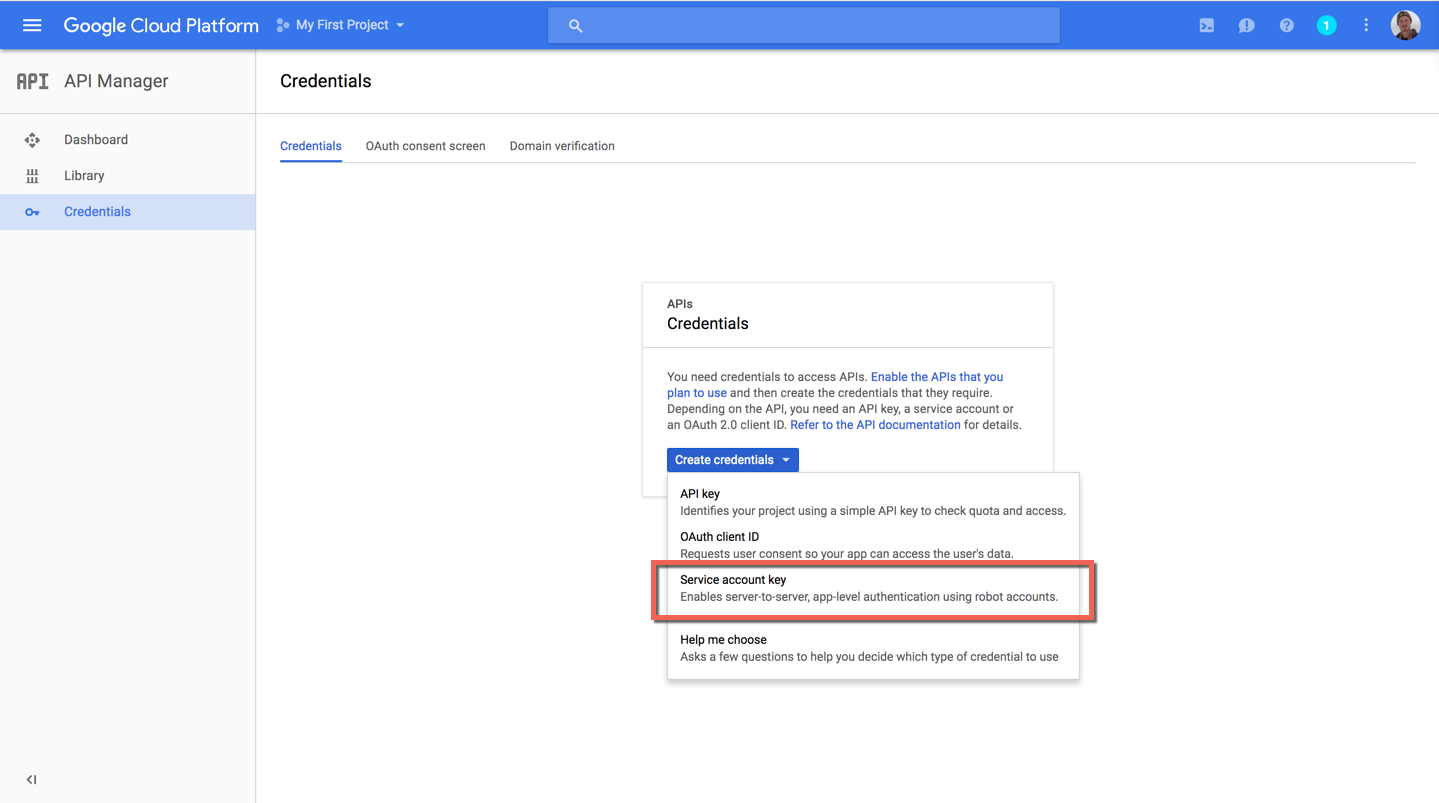 Google Cloud Platform
My First Project
1
API
API Manager
Credentials
Dashboard
Library
Credentials
Credentials
OAuth consent screen
Domain verification
APIs
Credentials
You need credentials to access APIs. Enable the APIs that you
plan to use and then create the credentials that they require.
Depending on the API, you need an API key, a service account or
an OAuth 2.0 client ID. Refer to the API documentation for details.
Create credentials
API key
Identifies your project using a simple API key to check quota and access.
OAuth client ID
Requests user consent so your app can access the user's data.
Service account key
Enables server-to-server, app-level authentication using robot accounts.
Help me choose
Asks a few questions to help you decide which type of credential to use